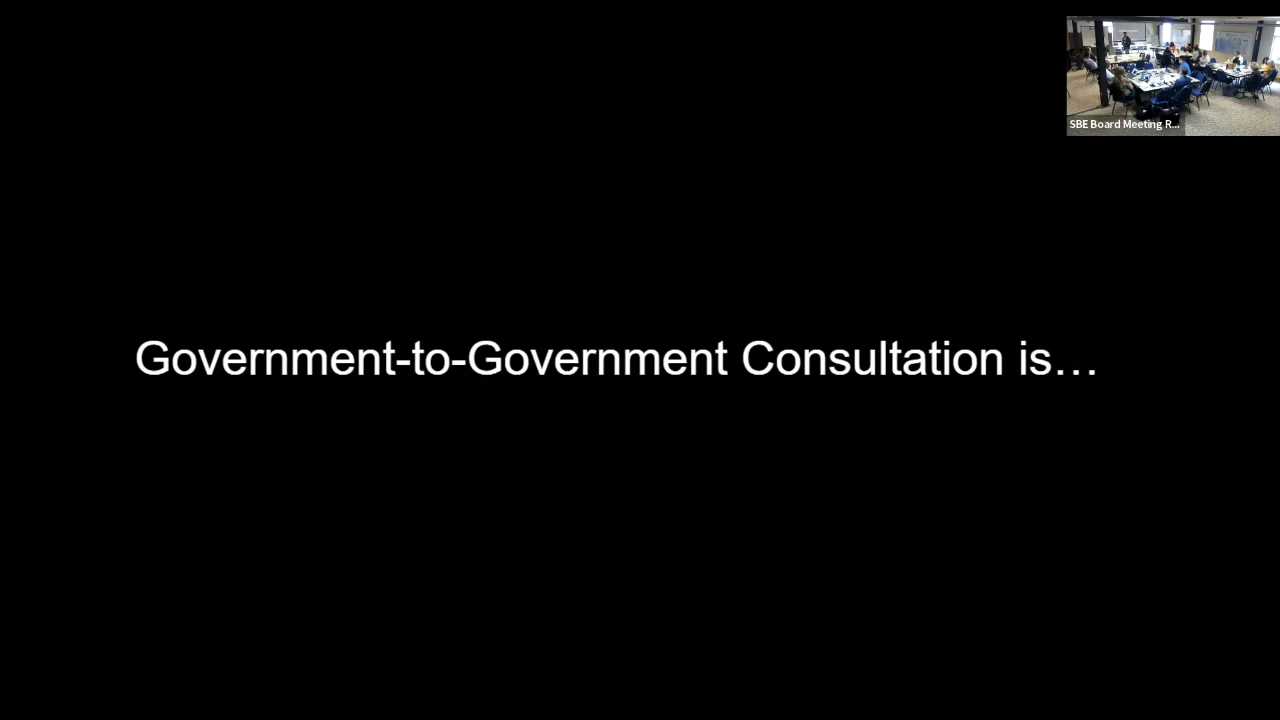 SBE Board Meeting R...
Government-to-Government Consultation is…